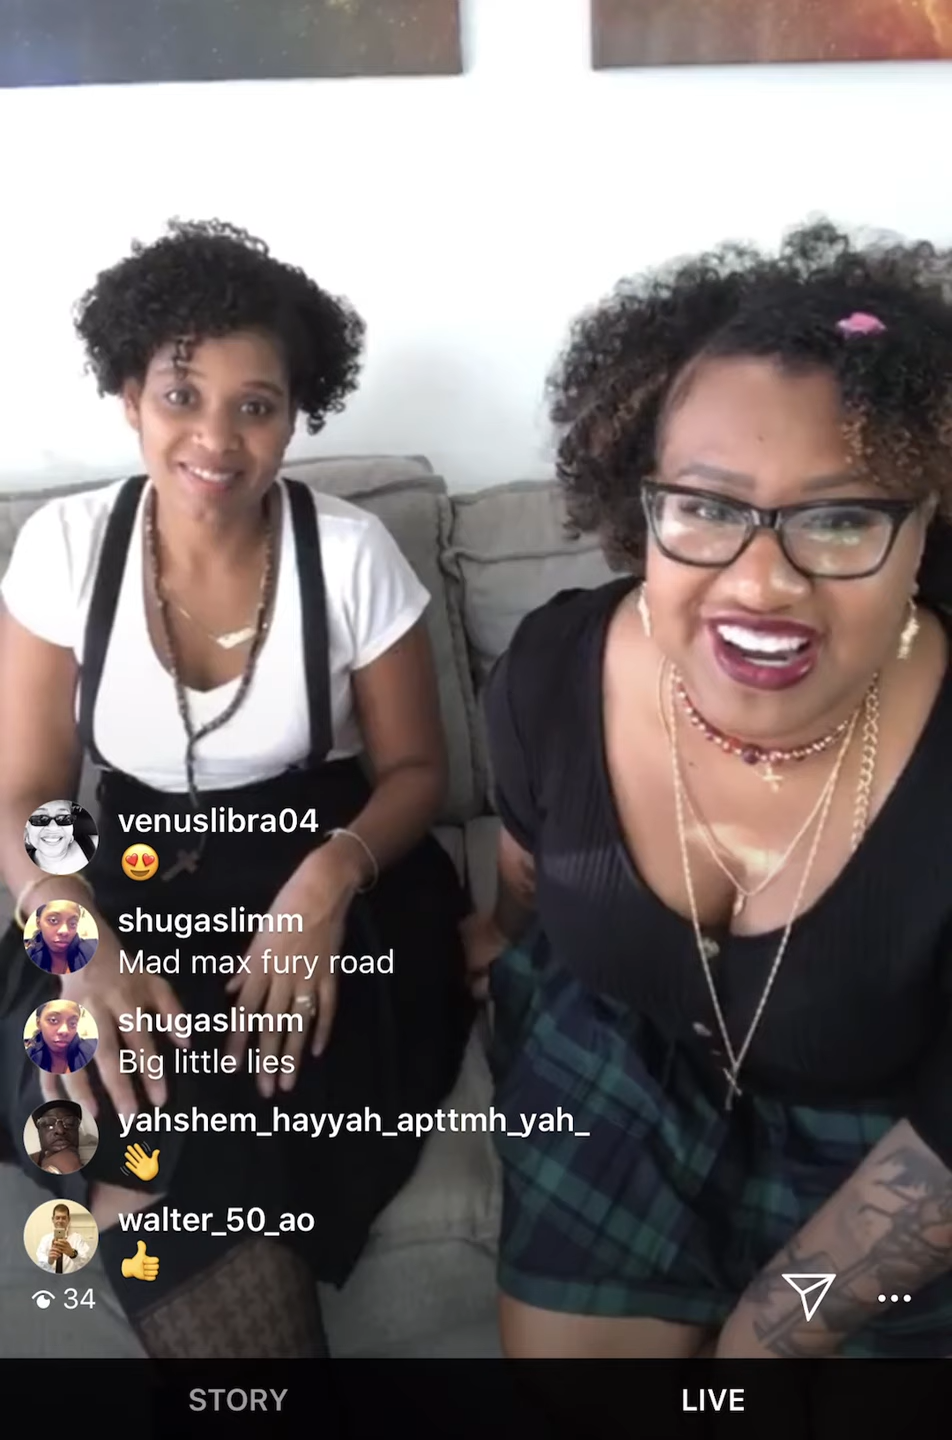 venuslibra04
😍
shugaslimm
Mad max fury road
shugaslimm
Big little lies
yahshem_hayyah_apttmh_yah_
👋
walter_50_ao
👍
34
STORY LIVE